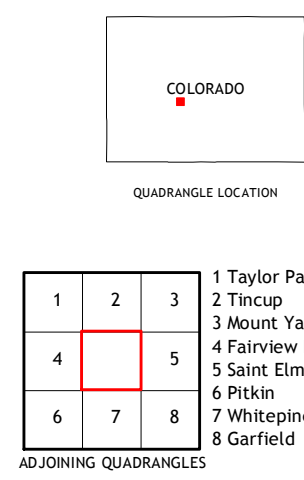 COLORADO
QUADRANGLE LOCATION
1 2 3
4 5
6 7 8
1 Taylor Pa
2 Tincup
3 Mount Ya
4 Fairview
5 Saint Elm
6 Pitkin
7 Whitepine
8 Garfield
ADJOINING QUADRANGLES